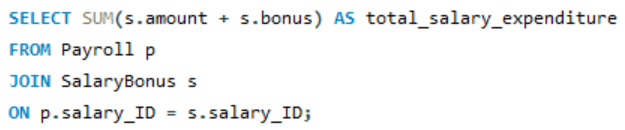 SELECT SUM(s.amount + s.bonus) AS total_salary_expenditure
FROM Payroll p
JOIN SalaryBonus s
ON p.salary_ID = s.salary_ID;